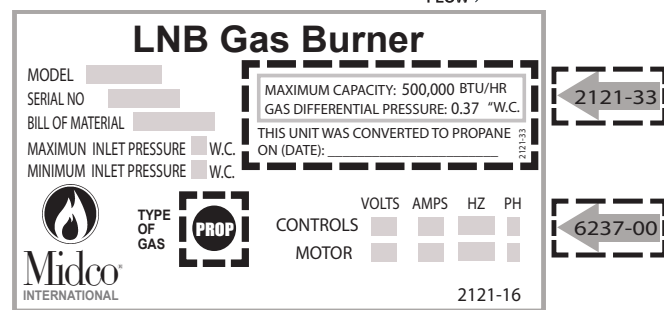 LNB Gas Burner
MODEL
SERIAL NO
BILL OF MATERIAL
MAXIMUN INLET PRESSURE W.C.
MINIMUM INLET PRESSURE W.C.
MAXIMUM CAPACITY: 500,000 BTU/HR
GAS DIFFERENTIAL PRESSURE: 0.37 "W.C.
THIS UNIT WAS CONVERTED TO PROPANE
ON (DATE): ____________________
2121-33
2121-33
TYPE
OF
GAS
PROP
VOLTS AMPS HZ PH
CONTROLS
MOTOR
6237-00
Midco®
INTERNATIONAL
2121-16